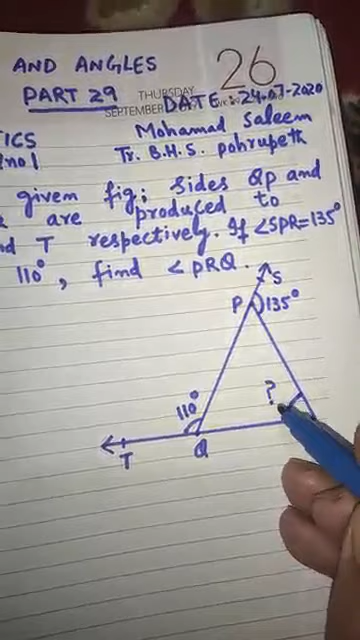 AND ANGLES
26
PART 29
THURSDAY
SEPTEMBER
DATE :- 24-07-2020
Mohamad Saleem
Tr. B.H.S. pohrupeth
given fig; Sides QP and
are produced to
T respectively. If <SPR=135°
110°, find <PRQ.
S
P
135°
110°
?
T
Q